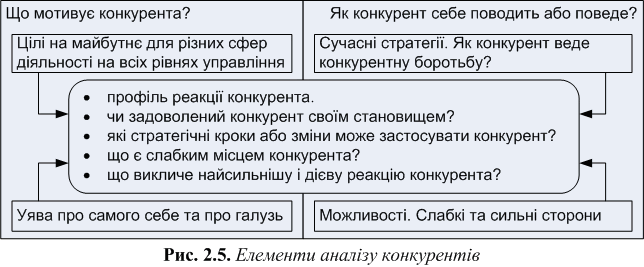 Що мотивує конкурента?
Як конкурент себе поводить або поведе?
Цілі на майбутнє для різних сфер
діяльності на всіх рівнях управління
Сучасні стратегії. Як конкурент веде
конкурентну боротьбу?
• профіль реакції конкурента.
• чи задоволений конкурент своїм становищем?
• які стратегічні кроки або зміни може застосувати конкурент?
• що є слабким місцем конкурента?
• що викличе найсильнішу і дієву реакцію конкурента?
Уява про самого себе та про галузь
Можливості. Слабкі та сильні сторони
Рис. 2.5. Елементи аналізу конкурентів